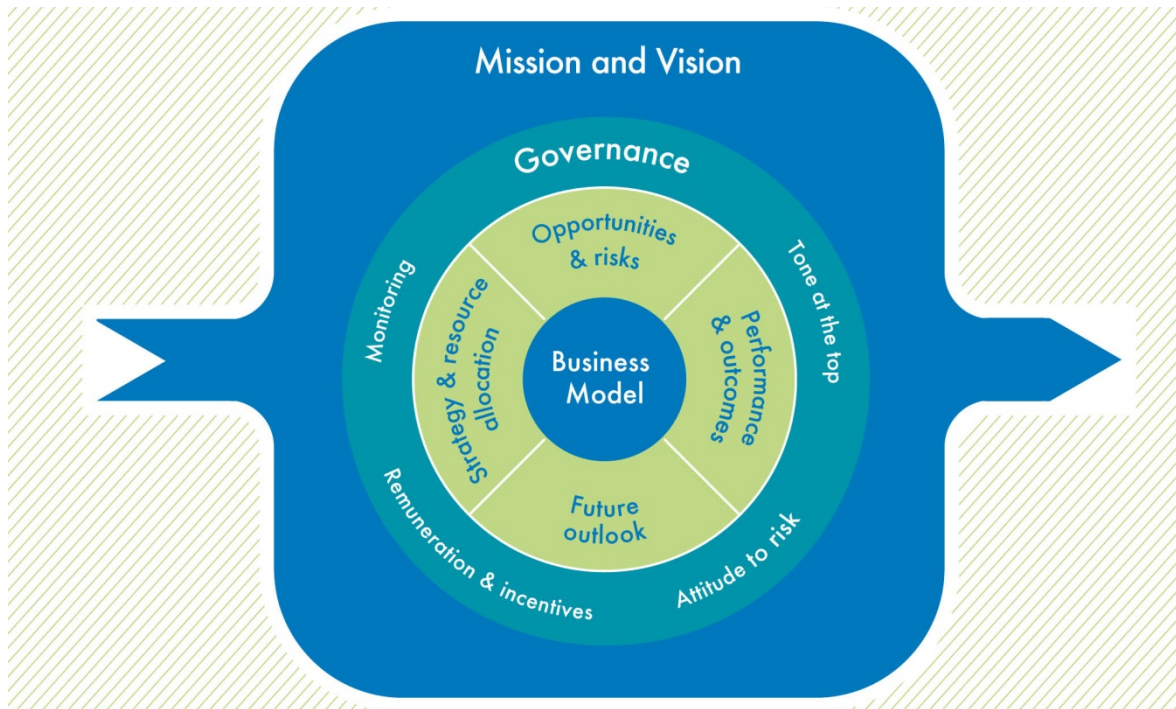 Mission and Vision
Governance
Opportunities
& risks
Monitoring
Tone at the top
Strategy & resource
allocation
Business
Model
Performance
& outcomes
Future
outlook
Remuneration & incentives
Attitude to risk